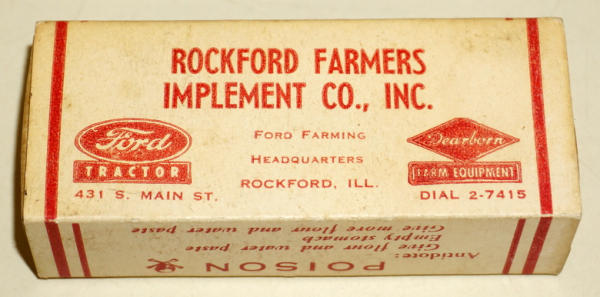 ROCKFORD FARMERS
IMPLEMENT CO., INC.
Ford
TRACTOR
431 S. MAIN ST.
FORD FARMING
HEADQUARTERS
ROCKFORD, ILL.
Dearborn
FARM EQUIPMENT
DIAL 2-7415
POISON
Antidote: Give flour and water paste
Empty stomach
Give more flour and water paste